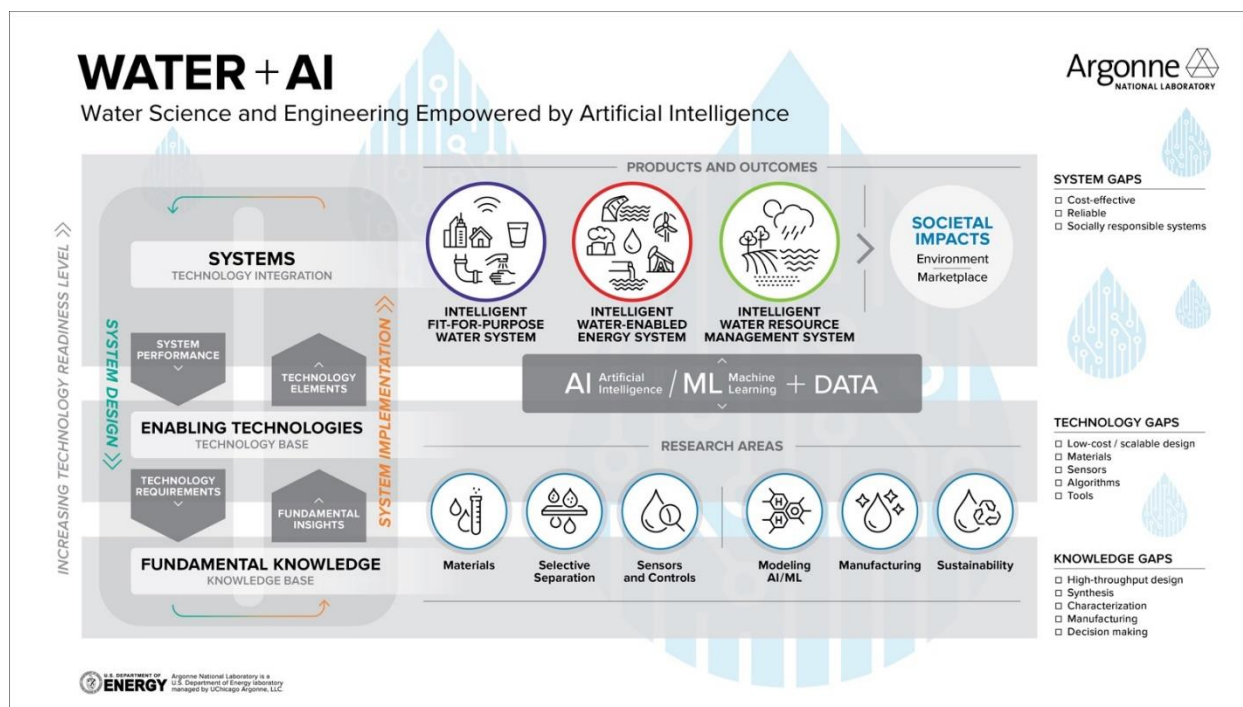 WATER + AI
Water Science and Engineering Empowered by Artificial Intelligence
Argonne
NATIONAL LABORATORY
INCREASING TECHNOLOGY READINESS LEVEL >>
SYSTEM DESIGN >>
SYSTEMS
TECHNOLOGY INTEGRATION
SYSTEM
PERFORMANCE
TECHNOLOGY
ELEMENTS
ENABLING TECHNOLOGIES
TECHNOLOGY BASE
TECHNOLOGY
REQUIREMENTS
FUNDAMENTAL
INSIGHTS
FUNDAMENTAL KNOWLEDGE
KNOWLEDGE BASE
SYSTEM IMPLEMENTATION >>
PRODUCTS AND OUTCOMES
INTELLIGENT
FIT-FOR-PURPOSE
WATER SYSTEM
INTELLIGENT
WATER-ENABLED
ENERGY SYSTEM
INTELLIGENT
WATER RESOURCE
MANAGEMENT SYSTEM
SOCIETAL
IMPACTS
Environment
Marketplace
AI Artificial Intelligence / ML Machine Learning + DATA
RESEARCH AREAS
Materials
Selective
Separation
Sensors
and Controls
H H
Modeling
AI/ML
Manufacturing
Sustainability
SYSTEM GAPS
Cost-effective
Reliable
Socially responsible systems
TECHNOLOGY GAPS
Low-cost / scalable design
Materials
Sensors
Algorithms
Tools
KNOWLEDGE GAPS
High-throughput design
Synthesis
Characterization
Manufacturing
Decision making
U.S. DEPARTMENT OF
ENERGY
Argonne National Laboratory is a
U.S. Department of Energy laboratory
managed by UChicago Argonne, LLC.